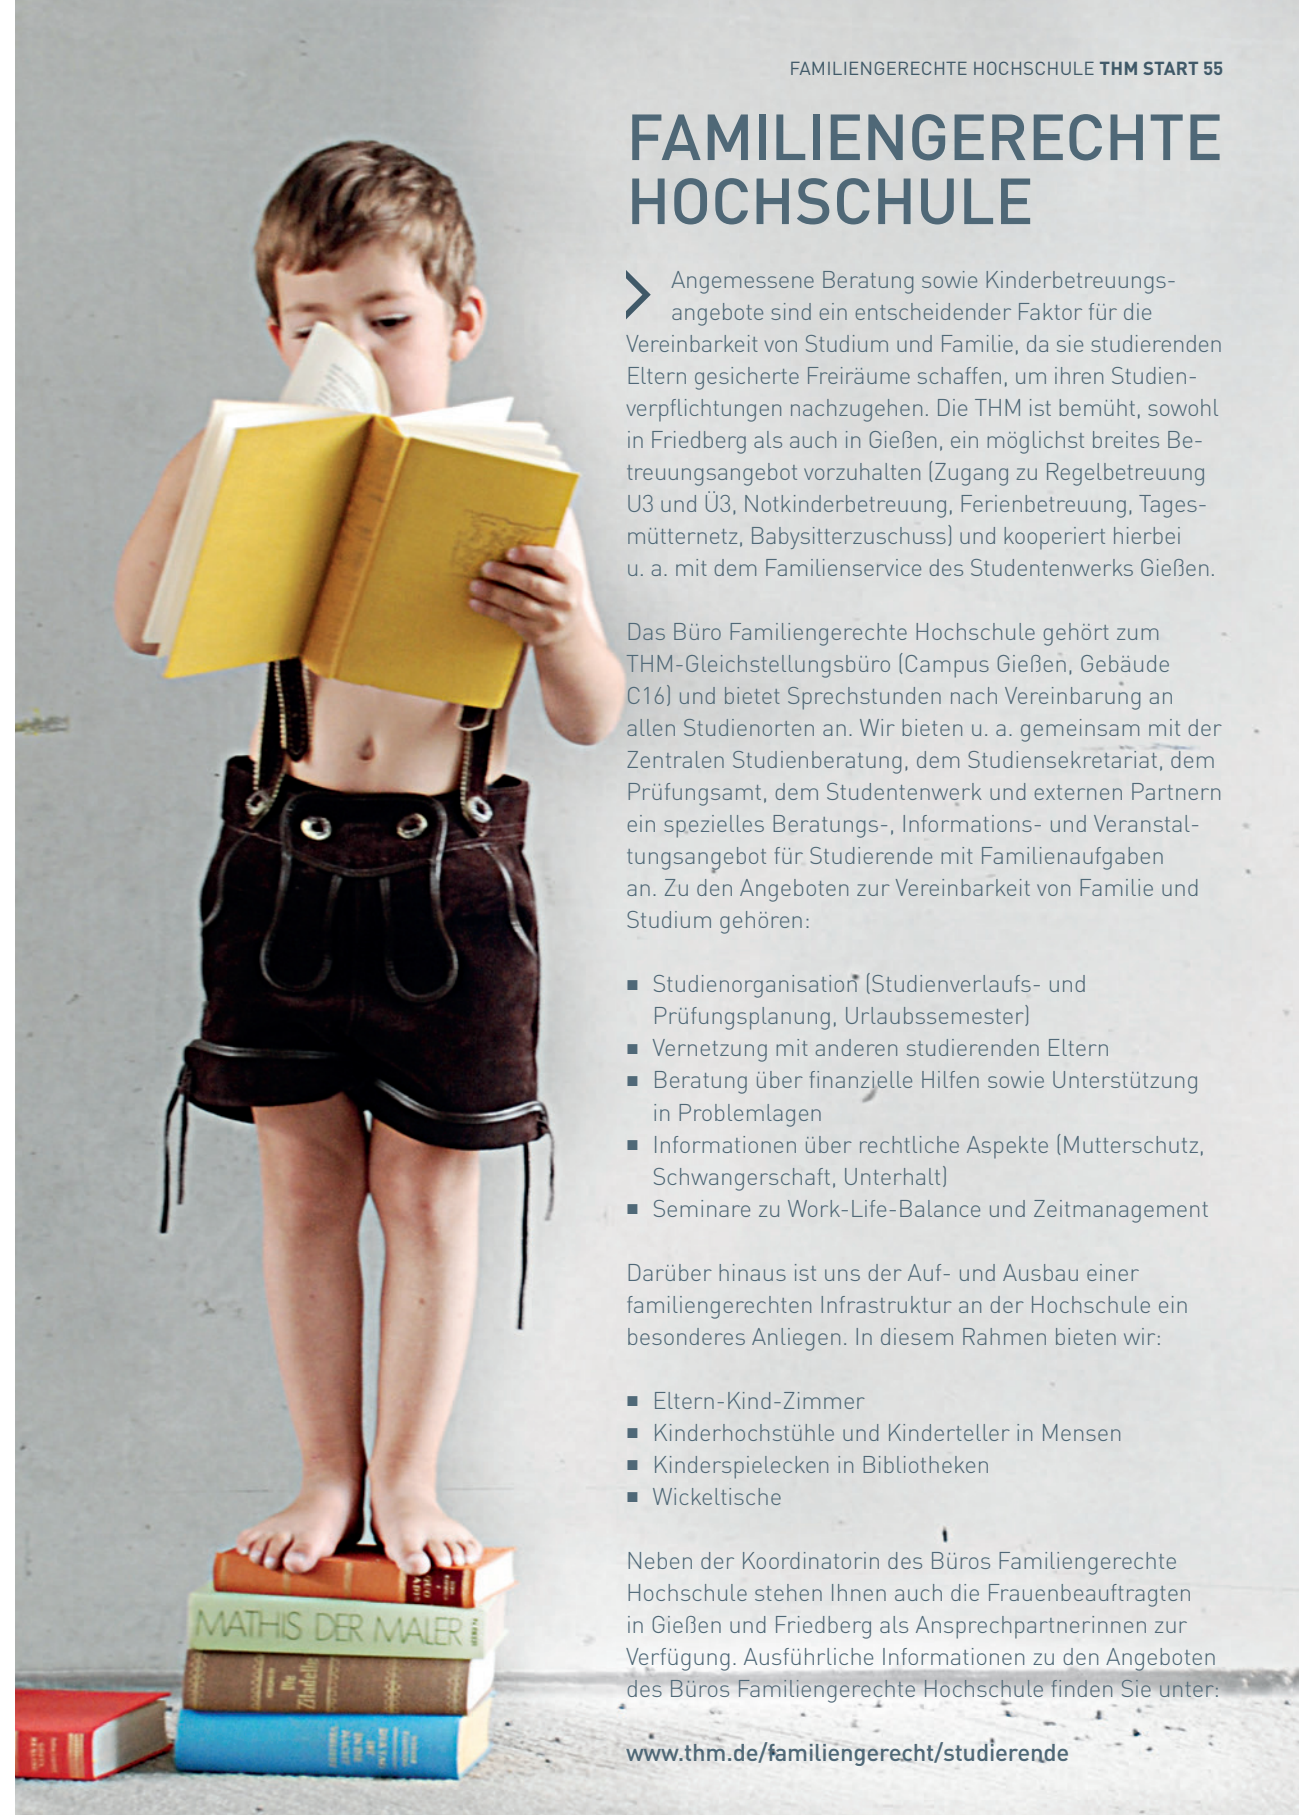 FAMILIENGERECHTE HOCHSCHULE THM START 55
FAMILIENGERECHTE
HOCHSCHULE
Angemessene Beratung sowie Kinderbetreuungs-
angebote sind ein entscheidender Faktor für die
Vereinbarkeit von Studium und Familie, da sie studierenden
Eltern gesicherte Freiräume schaffen, um ihren Studien-
verpflichtungen nachzugehen. Die THM ist bemüht, sowohl
in Friedberg als auch in Gießen, ein möglichst breites Be-
treuungsangebot vorzuhalten (Zugang zu Regelbetreuung
U3 und Ü3, Notkinderbetreuung, Ferienbetreuung, Tages-
mütternetz, Babysitterzuschuss) und kooperiert hierbei
u. a. mit dem Familienservice des Studentenwerks Gießen.
Das Büro Familiengerechte Hochschule gehört zum
THM-Gleichstellungsbüro (Campus Gießen, Gebäude
C16) und bietet Sprechstunden nach Vereinbarung an
allen Studienorten an. Wir bieten u. a. gemeinsam mit der
Zentralen Studienberatung, dem Studiensekretariat, dem
Prüfungsamt, dem Studentenwerk und externen Partnern
ein spezielles Beratungs-, Informations- und Veranstal-
tungsangebot für Studierende mit Familienaufgaben
an. Zu den Angeboten zur Vereinbarkeit von Familie und
Studium gehören:
■ Studienorganisation (Studienverlaufs- und
Prüfungsplanung, Urlaubssemester)
■ Vernetzung mit anderen studierenden Eltern
■ Beratung über finanzielle Hilfen sowie Unterstützung
in Problemlagen
■ Informationen über rechtliche Aspekte (Mutterschutz,
Schwangerschaft, Unterhalt)
■ Seminare zu Work-Life-Balance und Zeitmanagement
Darüber hinaus ist uns der Auf- und Ausbau einer
familiengerechten Infrastruktur an der Hochschule ein
besonderes Anliegen. In diesem Rahmen bieten wir:
■ Eltern-Kind-Zimmer
■ Kinderhochstühle und Kinderteller in Mensen
■ Kinderspielecken in Bibliotheken
■ Wickeltische
Neben der Koordinatorin des Büros Familiengerechte
Hochschule stehen Ihnen auch die Frauenbeauftragten
in Gießen und Friedberg als Ansprechpartnerinnen zur
Verfügung. Ausführliche Informationen zu den Angeboten
des Büros Familiengerechte Hochschule finden Sie unter:
www.thm.de/familiengerecht/studierende
MATHIS DER MALER
Die
Zitadelle